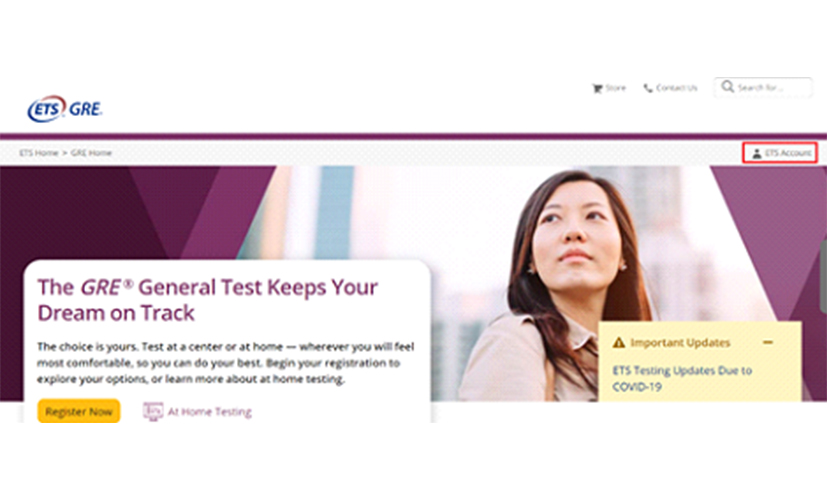 Store
Contact Us
Search for ...
ETS GRE
ETS Home > GRE Home
ETS Account
The GRE® General Test Keeps Your
Dream on Track
The choice is yours. Test at a center or at home — wherever you will feel
most comfortable, so you can do your best. Begin your registration to
explore your options, or learn more about at home testing.
Register Now
At Home Testing
Important Updates
ETS Testing Updates Due to
COVID-19